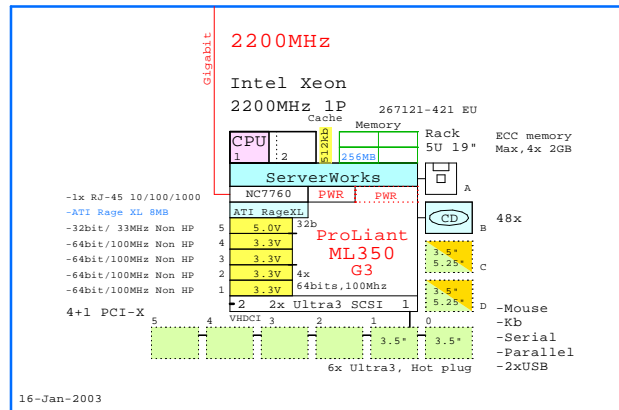 Gigabit
2200MHz
Intel Xeon
2200MHz 1P
267121-421 EU
Cache
512kb
Memory
256MB
CPU
1
2
Rack
5U 19"
ECC memory
Max,4x 2GB
ServerWorks
A
-1x RJ-45 10/100/1000
NC7760
PWR
PWR
-ATI Rage XL 8MB
ATI RageXL
CD
B
48x
-32bit/ 33MHz Non HP
5
5.0V
32b
-64bit/100MHz Non HP
4
3.3V
-64bit/100MHz Non HP
3
3.3V
-64bit/100MHz Non HP
2
3.3V
-64bit/100MHz Non HP
1
3.3V
4x
64bits,100Mhz
ProLiant
ML350
G3
3.5"
5.25"
C
3.5"
5.25"
D
2
2x Ultra3 SCSI
1
4+1 PCI-X
VHDCI
5
4
3
2
1
0
3.5"
3.5"
6x Ultra3, Hot plug
-Mouse
-Kb
-Serial
-Parallel
-2xUSB
16-Jan-2003